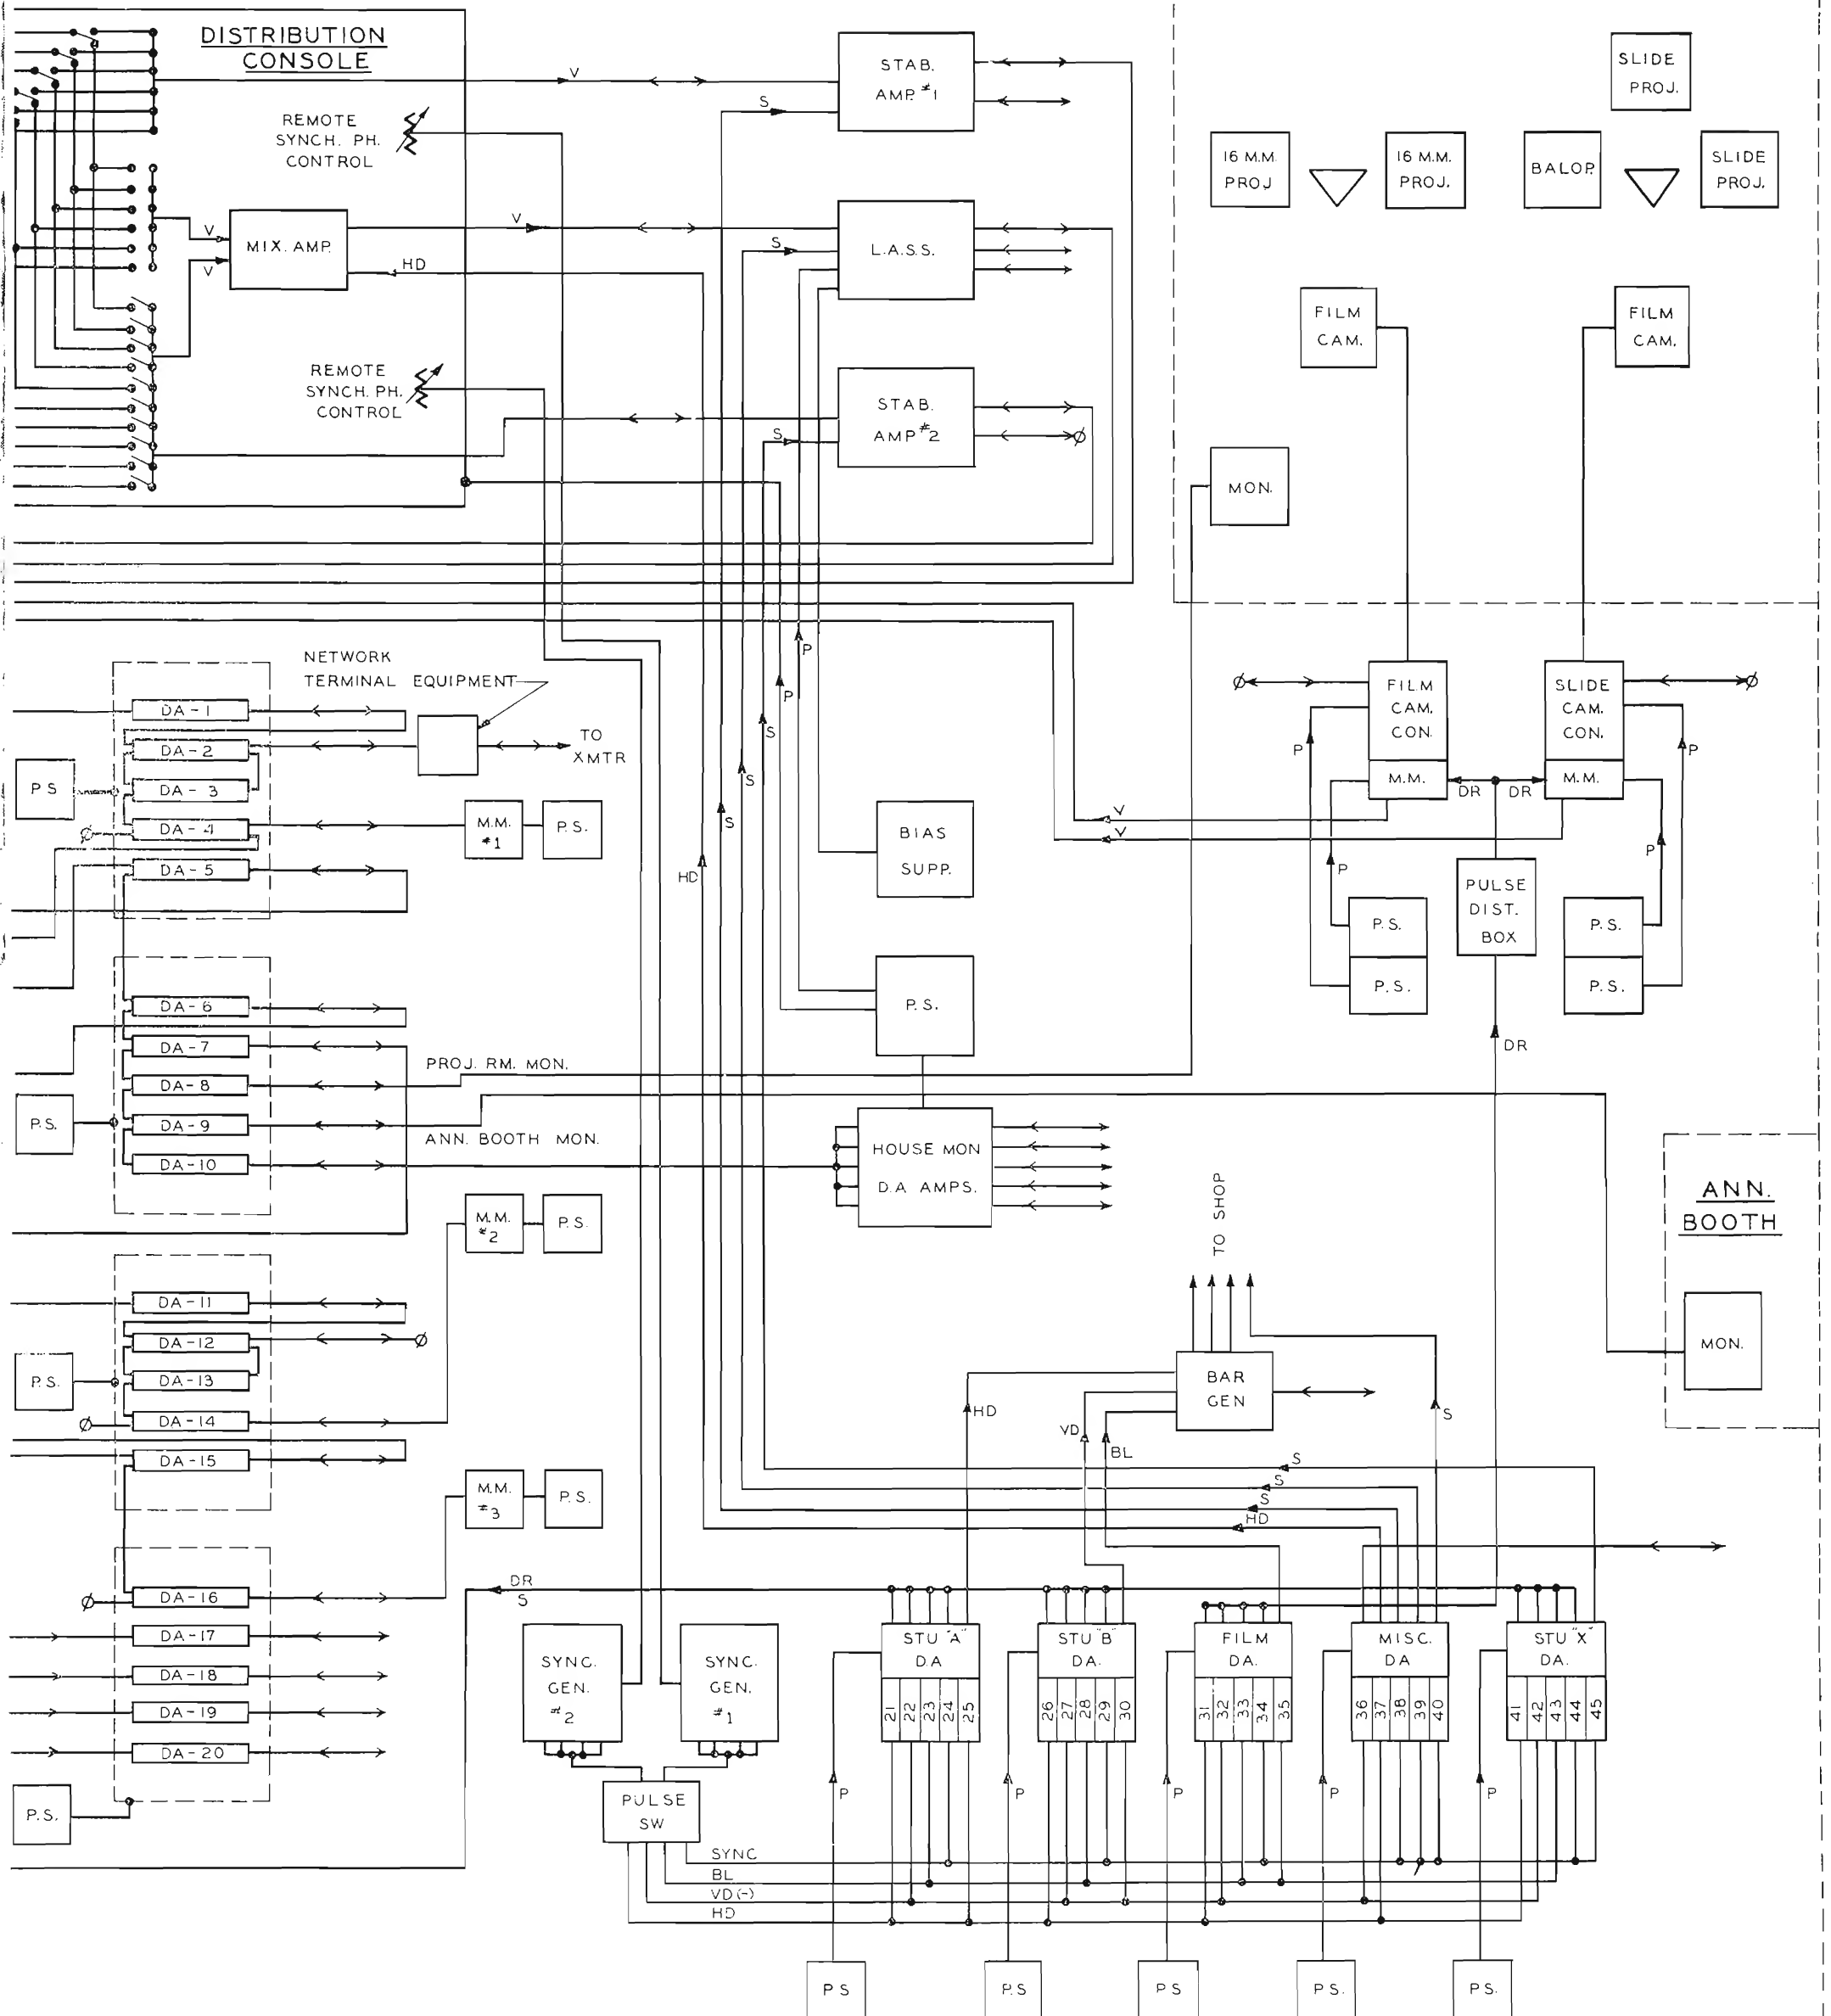 DISTRIBUTION
CONSOLE
REMOTE
SYNCH. PH.
CONTROL
V
V
V
MIX. AMP.
V
HD
REMOTE
SYNCH. PH.
CONTROL
STAB.
AMP. #1
S
L.A.S.S.
S
STAB.
AMP #2
S
SLIDE
PROJ.
16 M.M.
PROJ
16 M.M.
PROJ.
BALOP.
SLIDE
PROJ.
FILM
CAM.
FILM
CAM.
MON.
NETWORK
TERMINAL EQUIPMENT
TO
XMTR
DA-1
DA-2
DA-3
DA-4
DA-5
P S
M.M.
#1
P.S.
P
P
S
S
S
HD
BIAS
SUPP.
P.S.
FILM
CAM.
CON.
M.M.
SLIDE
CAM.
CON.
M.M.
DR
DR
P
P
P
P
V
V
PULSE
DIST.
BOX
P.S.
P.S.
P.S.
P.S.
DR
DA-6
DA-7
DA-8
DA-9
DA-10
P.S.
PROJ. RM. MON.
ANN. BOOTH MON.
HOUSE MON
D.A AMPS.
M.M.
#2
P.S.
TO SHOP
ANN.
BOOTH
MON.
DA-11
DA-12
DA-13
DA-14
DA-15
P.S.
BAR
GEN
HD
VD
BL
S
S
S
S
HD
M.M.
#3
P.S.
DA-16
DA-17
DA-18
DA-19
DA-20
P.S.
DR
S
SYNC.
GEN.
#2
SYNC.
GEN.
#1
PULSE
SW
STU "A"
D.A
21 22 23 24 25
STU "B"
DA.
26 27 28 29 30
FILM
DA.
31 32 33 34 35
MISC.
DA
36 37 38 39 40
STU "X"
DA.
41 42 43 44 45
P
P
P
P
P
SYNC
BL
VD (-)
HD
P S
P.S
P S
P S.
P S.